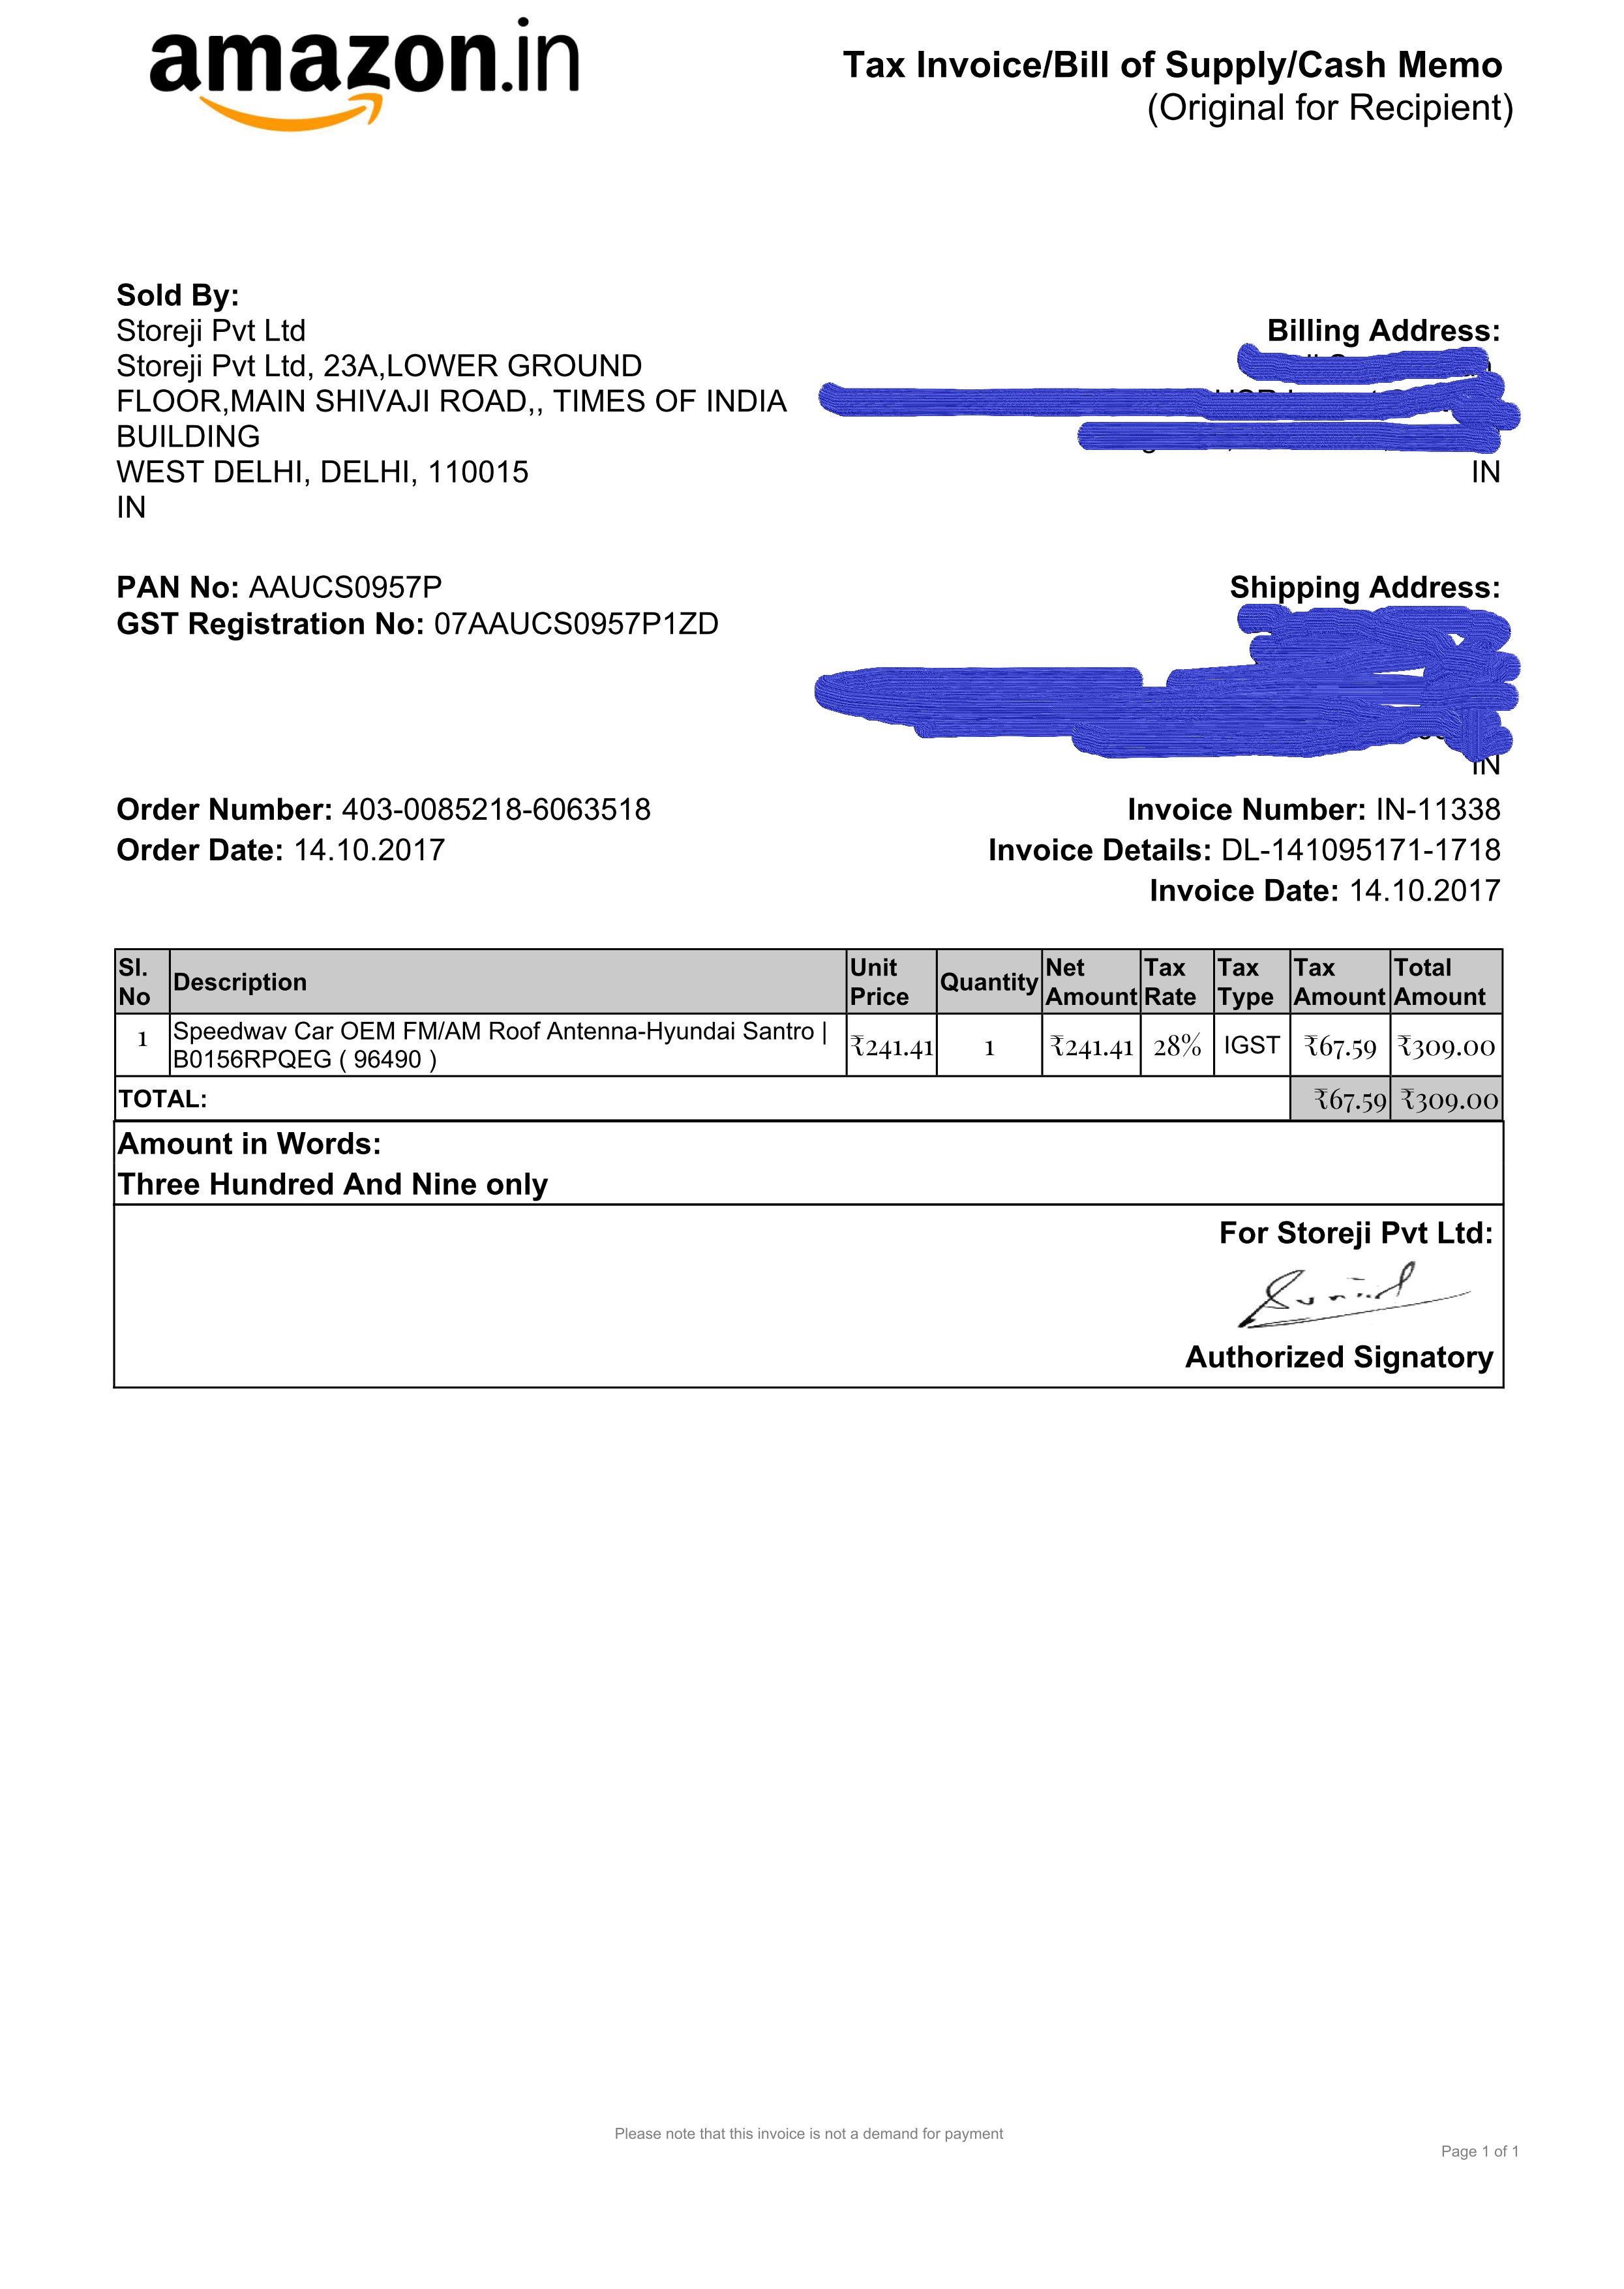 amazon.in
Tax Invoice/Bill of Supply/Cash Memo
(Original for Recipient)
Sold By:
Storeji Pvt Ltd
Storeji Pvt Ltd, 23A,LOWER GROUND
FLOOR,MAIN SHIVAJI ROAD,, TIMES OF INDIA
BUILDING
WEST DELHI, DELHI, 110015
IN
Billing Address:
IN
PAN No: AAUCS0957P
GST Registration No: 07AAUCS0957P1ZD
Shipping Address:
IN
Order Number: 403-0085218-6063518
Order Date: 14.10.2017
Invoice Number: IN-11338
Invoice Details: DL-141095171-1718
Invoice Date: 14.10.2017
Sl. No Description Unit Price Quantity Net Amount Tax Rate Tax Type Tax Amount Total Amount
1 Speedwav Car OEM FM/AM Roof Antenna-Hyundai Santro | ₹241.41 1 ₹241.41 28% IGST ₹67.59 ₹309.00
B0156RPQEG ( 96490 )
TOTAL: ₹67.59 ₹309.00
Amount in Words:
Three Hundred And Nine only
For Storeji Pvt Ltd:
Authorized Signatory
Please note that this invoice is not a demand for payment
Page 1 of 1